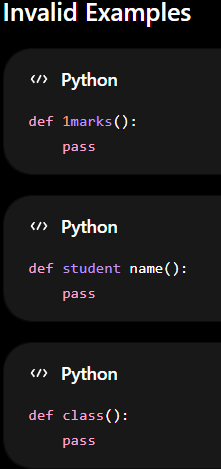 Invalid Examples
</> Python
def 1marks():
    pass
</> Python
def student name():
    pass
</> Python
def class():
    pass